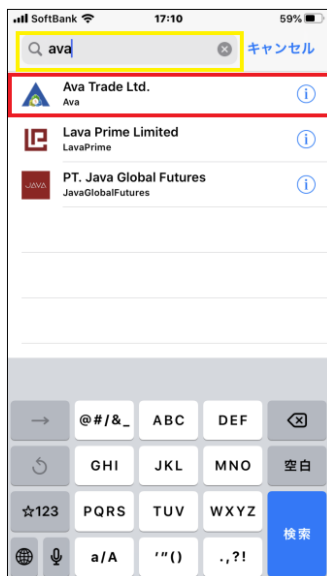 SoftBank 17:10 59%
ava キャンセル
Ava Trade Ltd.
Ava
Lava Prime Limited
LavaPrime
PT. Java Global Futures
JavaGlobalFutures
JAVA
→ @#/&_ ABC DEF
GHI JKL MNO 空白
☆123 PQRS TUV WXYZ
検索
a/A '"() .,?!